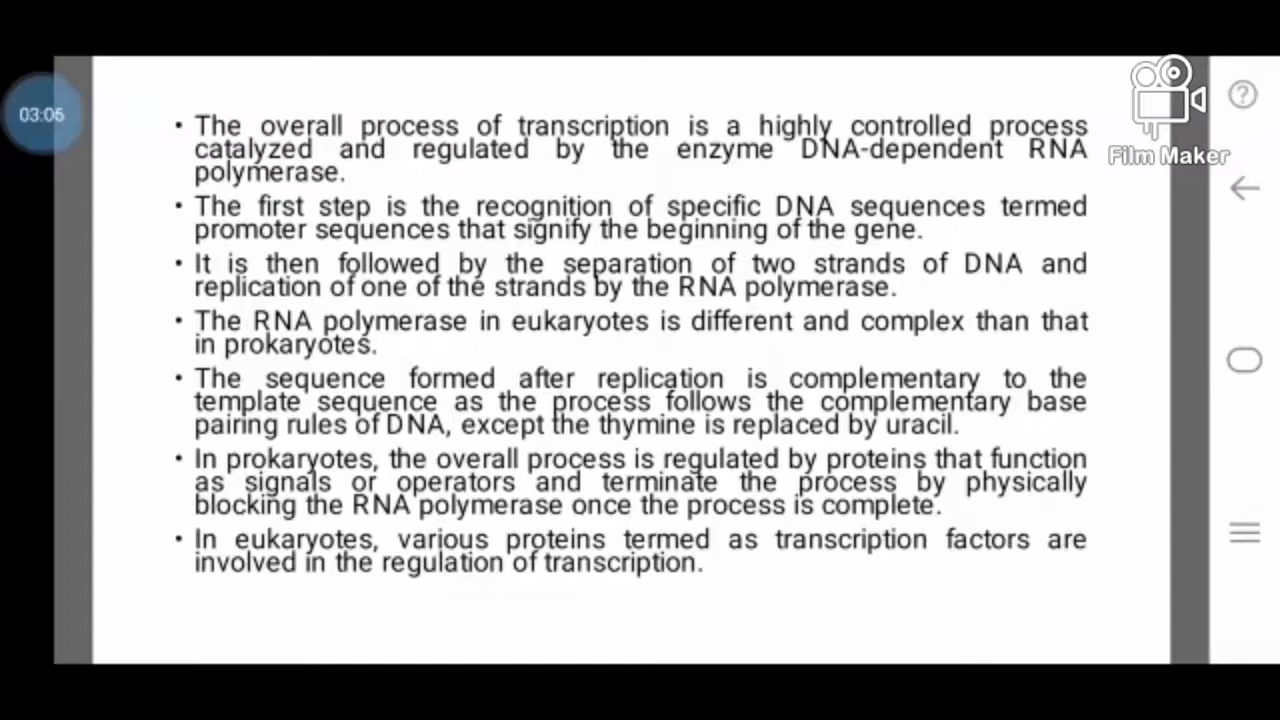 03:06
Film Maker
• The overall process of transcription is a highly controlled process
catalyzed and regulated by the enzyme DNA-dependent RNA
polymerase.
• The first step is the recognition of specific DNA sequences termed
promoter sequences that signify the beginning of the gene.
• It is then followed by the separation of two strands of DNA and
replication of one of the strands by the RNA polymerase.
• The RNA polymerase in eukaryotes is different and complex than that
in prokaryotes.
• The sequence formed after replication is complementary to the
template sequence as the process follows the complementary base
pairing rules of DNA, except the thymine is replaced by uracil.
• In prokaryotes, the overall process is regulated by proteins that function
as signals or operators and terminate the process by physically
blocking the RNA polymerase once the process is complete.
• In eukaryotes, various proteins termed as transcription factors are
involved in the regulation of transcription.